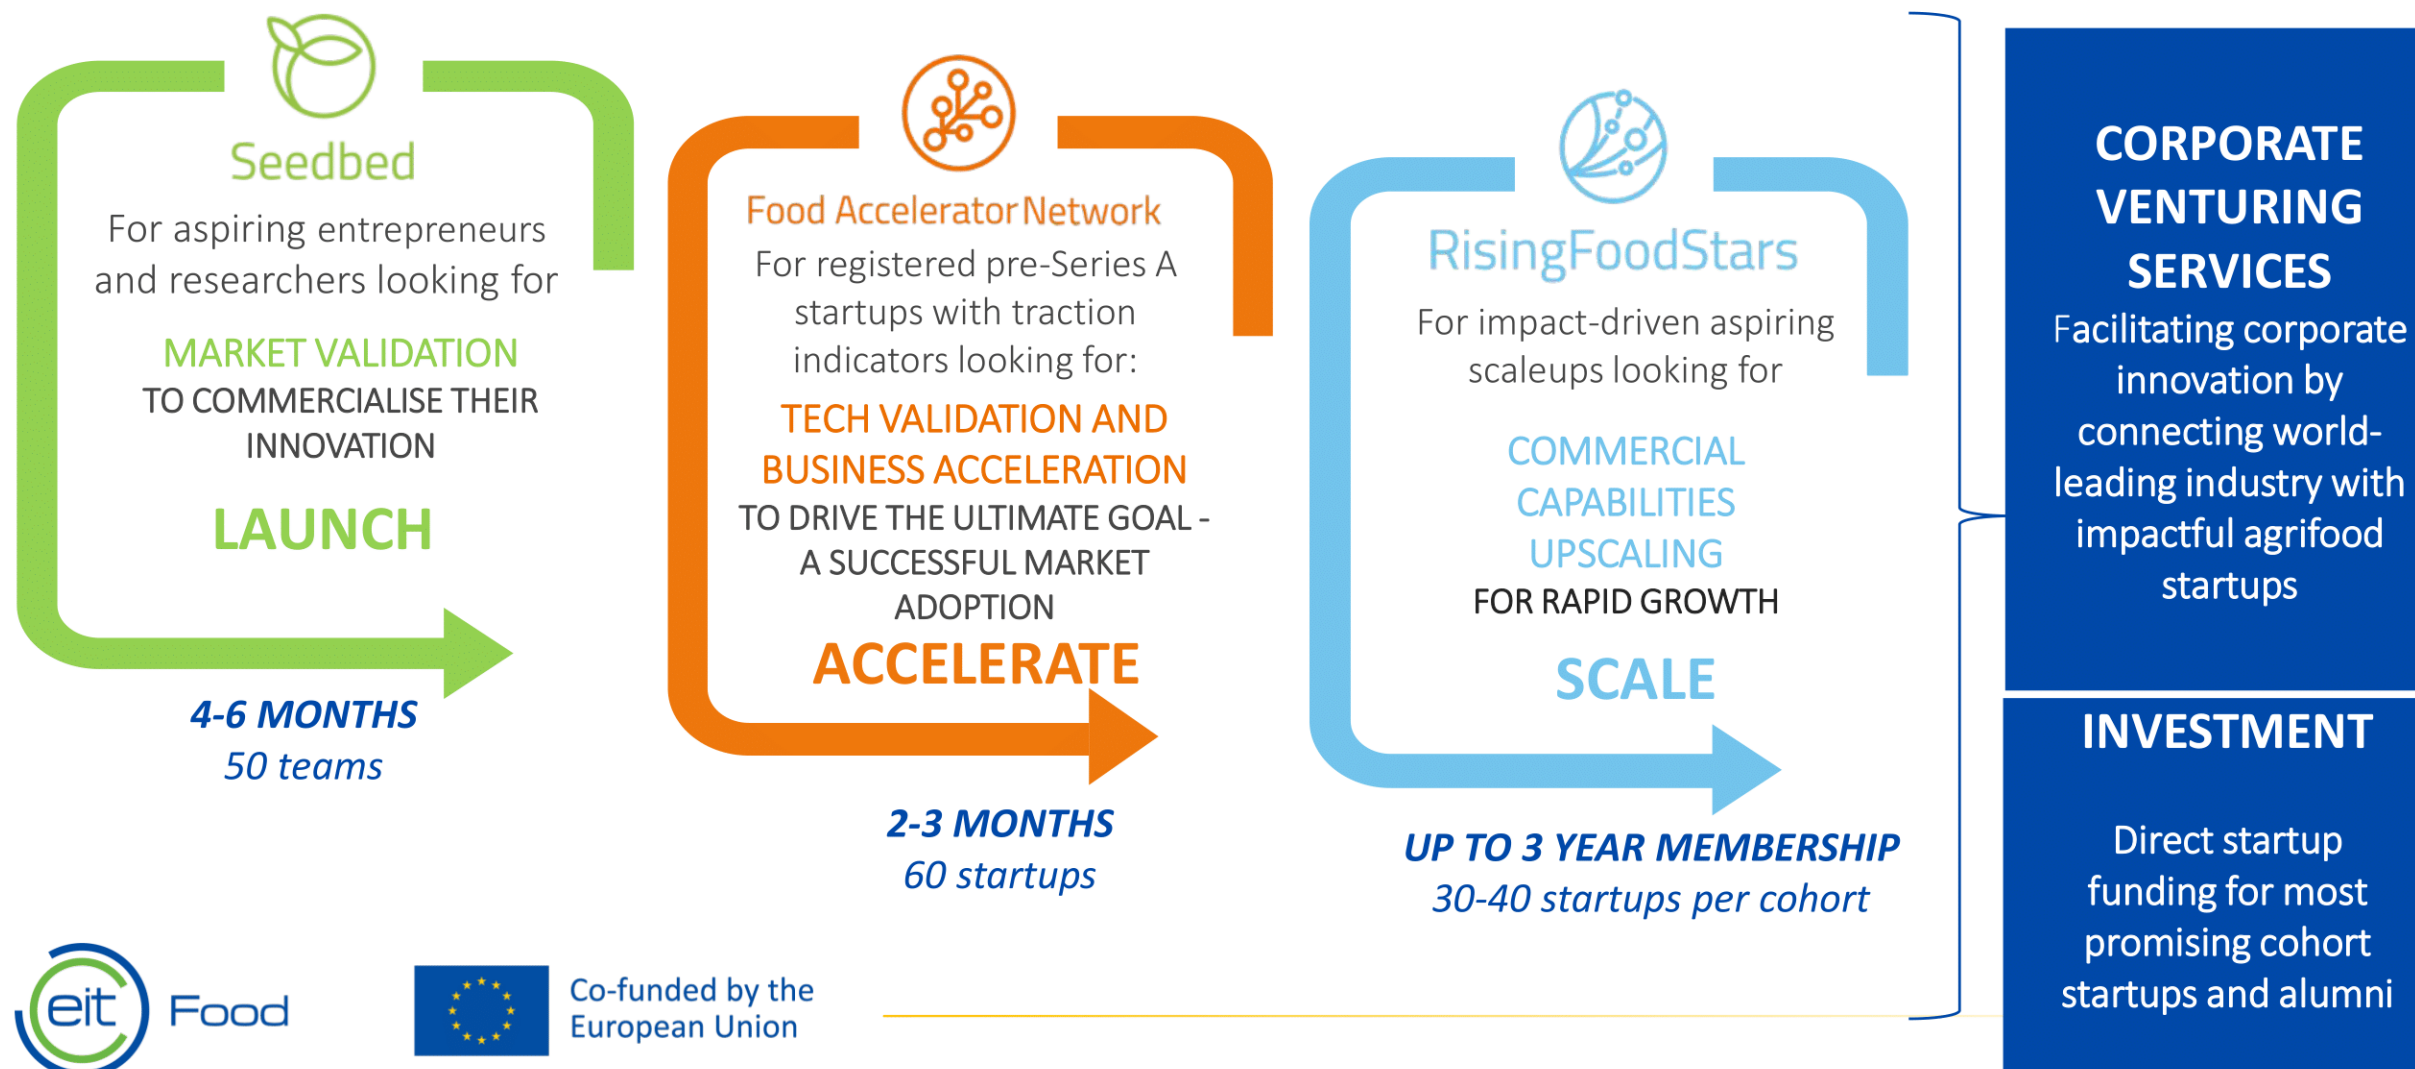 Seedbed
For aspiring entrepreneurs
and researchers looking for
MARKET VALIDATION
TO COMMERCIALISE THEIR
INNOVATION
LAUNCH
4-6 MONTHS
50 teams
Food Accelerator Network
For registered pre-Series A
startups with traction
indicators looking for:
TECH VALIDATION AND
BUSINESS ACCELERATION
TO DRIVE THE ULTIMATE GOAL -
A SUCCESSFUL MARKET
ADOPTION
ACCELERATE
2-3 MONTHS
60 startups
RisingFoodStars
For impact-driven aspiring
scaleups looking for
COMMERCIAL
CAPABILITIES
UPSCALING
FOR RAPID GROWTH
SCALE
UP TO 3 YEAR MEMBERSHIP
30-40 startups per cohort
CORPORATE
VENTURING
SERVICES
Facilitating corporate
innovation by
connecting world-
leading industry with
impactful agrifood
startups
INVESTMENT
Direct startup
funding for most
promising cohort
startups and alumni
eit Food
Co-funded by the
European Union